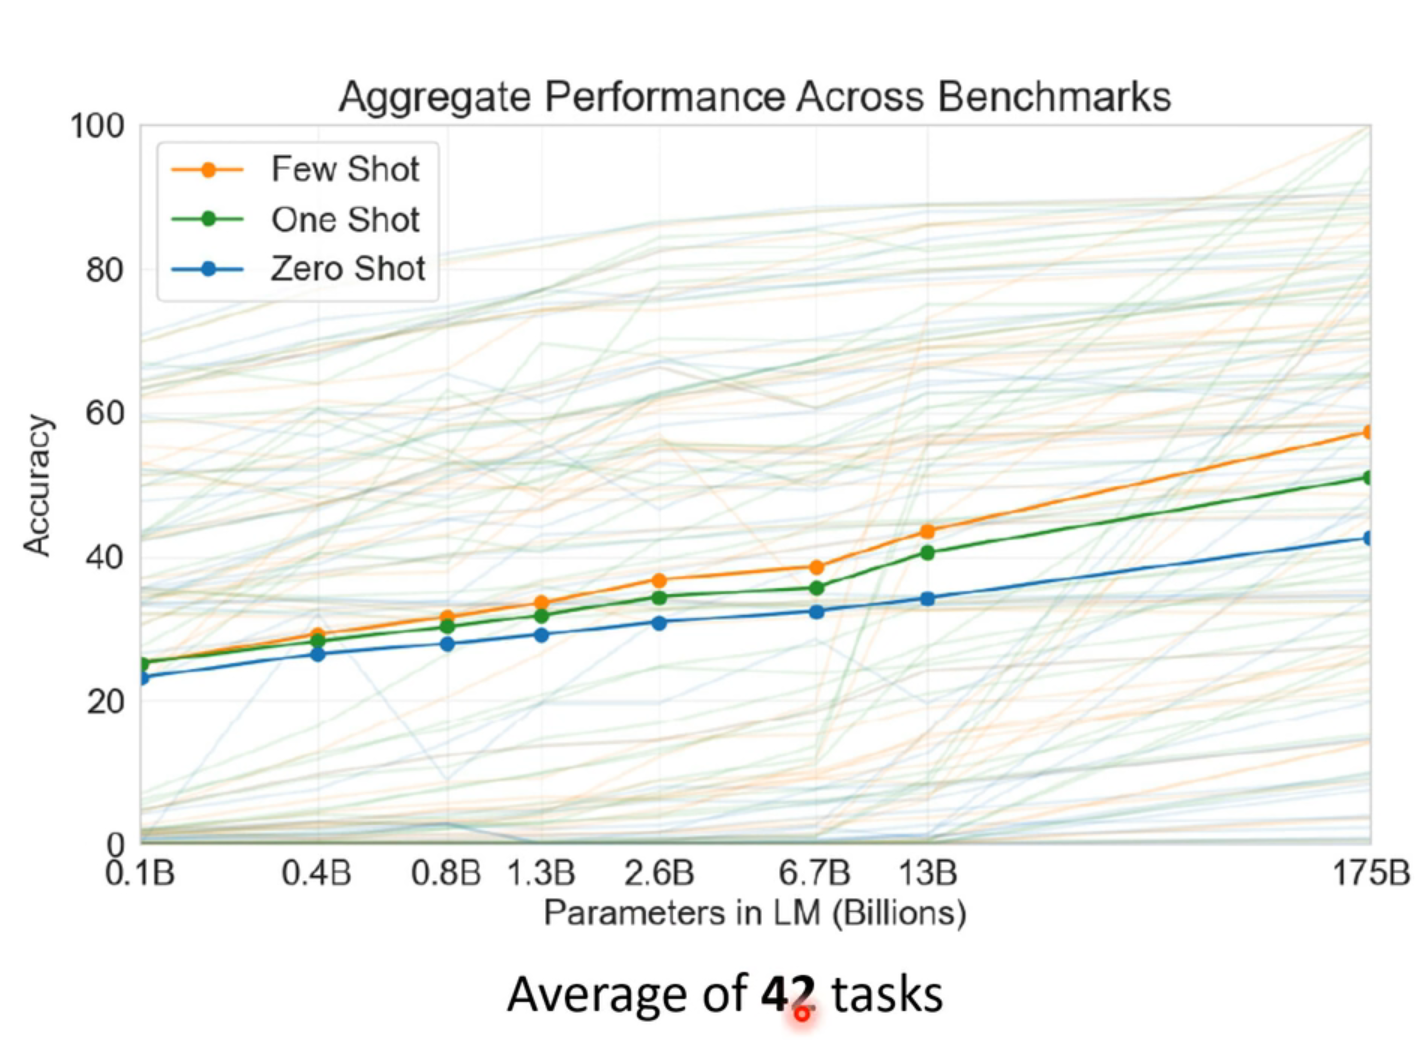 Aggregate Performance Across Benchmarks
100
80
60
40
20
0
Accuracy
Few Shot
One Shot
Zero Shot
0.1B 0.4B 0.8B 1.3B 2.6B 6.7B 13B 175B
Parameters in LM (Billions)
Average of 42 tasks